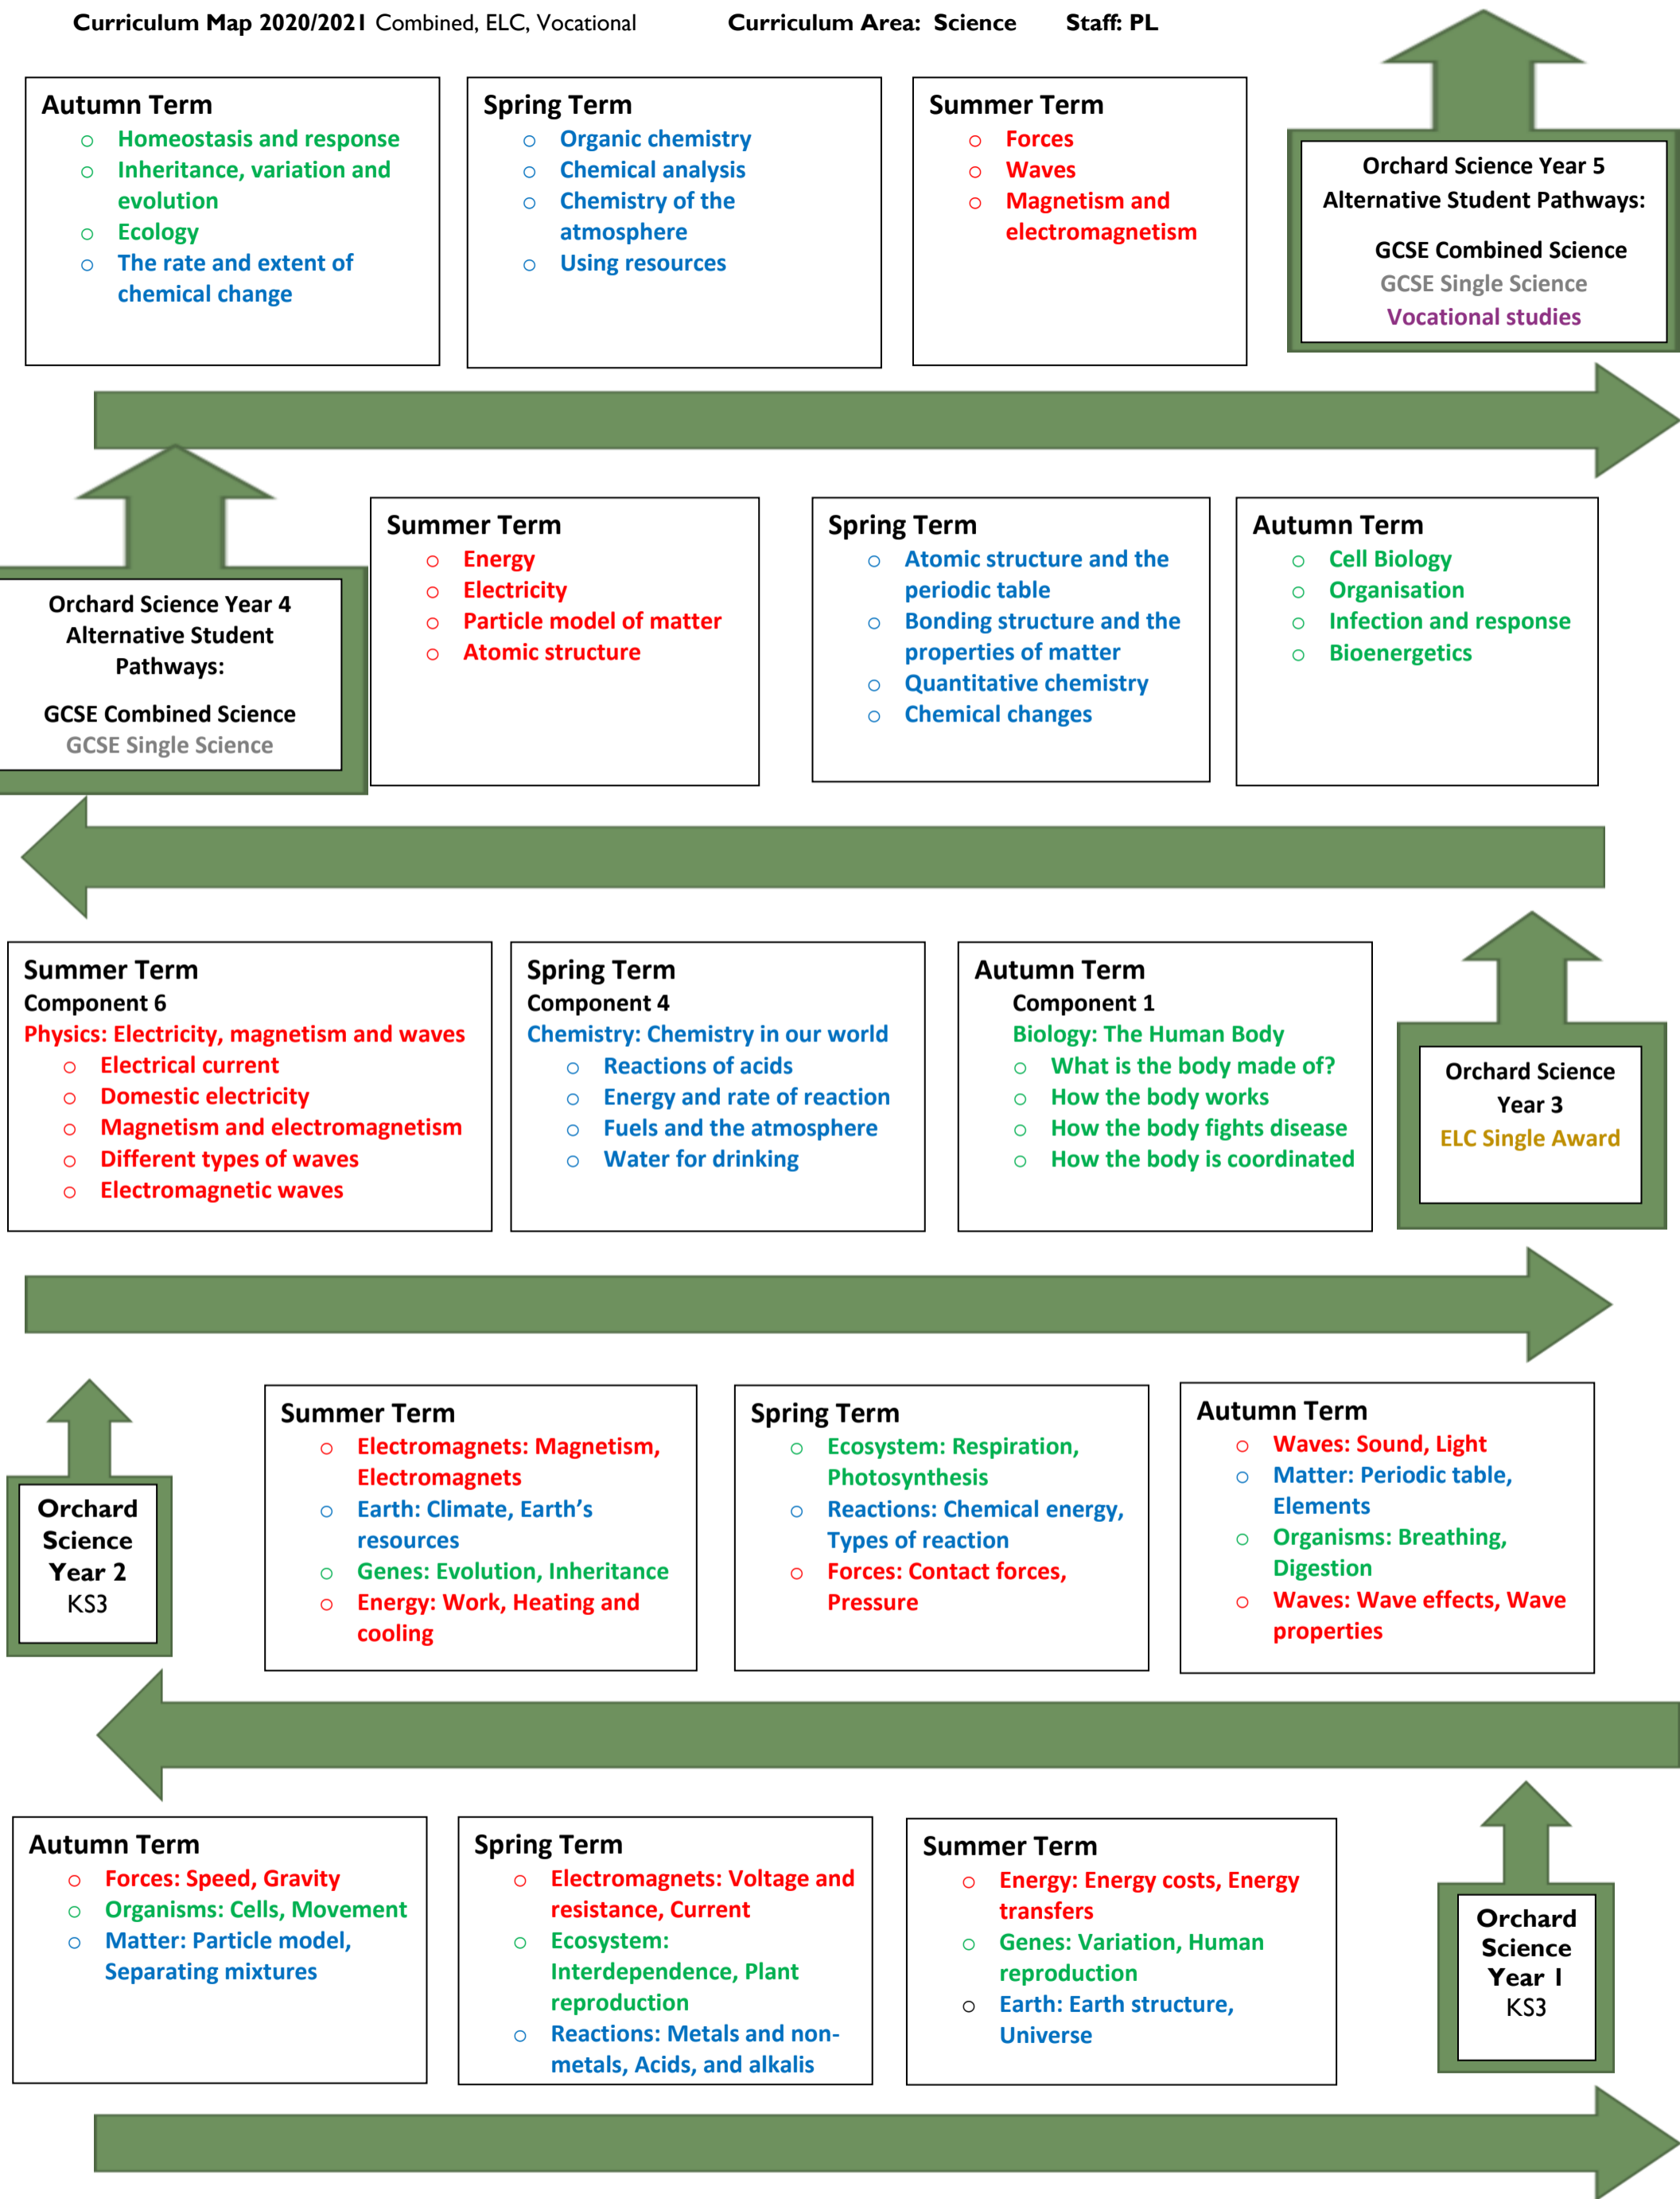 Curriculum Map 2020/2021 Combined, ELC, Vocational Curriculum Area: Science Staff: PL
Autumn Term
o Homeostasis and response
o Inheritance, variation and
evolution
o Ecology
o The rate and extent of
chemical change
Spring Term
o Organic chemistry
o Chemical analysis
o Chemistry of the
atmosphere
o Using resources
Summer Term
o Forces
o Waves
o Magnetism and
electromagnetism
Orchard Science Year 5
Alternative Student Pathways:
GCSE Combined Science
GCSE Single Science
Vocational studies
Orchard Science Year 4
Alternative Student
Pathways:
GCSE Combined Science
GCSE Single Science
Summer Term
o Energy
o Electricity
o Particle model of matter
o Atomic structure
Spring Term
o Atomic structure and the
periodic table
o Bonding structure and the
properties of matter
o Quantitative chemistry
o Chemical changes
Autumn Term
o Cell Biology
o Organisation
o Infection and response
o Bioenergetics
Summer Term
Component 6
Physics: Electricity, magnetism and waves
o Electrical current
o Domestic electricity
o Magnetism and electromagnetism
o Different types of waves
o Electromagnetic waves
Spring Term
Component 4
Chemistry: Chemistry in our world
o Reactions of acids
o Energy and rate of reaction
o Fuels and the atmosphere
o Water for drinking
Autumn Term
Component 1
Biology: The Human Body
o What is the body made of?
o How the body works
o How the body fights disease
o How the body is coordinated
Orchard Science
Year 3
ELC Single Award
Orchard
Science
Year 2
KS3
Summer Term
o Electromagnets: Magnetism,
Electromagnets
o Earth: Climate, Earth’s
resources
o Genes: Evolution, Inheritance
o Energy: Work, Heating and
cooling
Spring Term
o Ecosystem: Respiration,
Photosynthesis
o Reactions: Chemical energy,
Types of reaction
o Forces: Contact forces,
Pressure
Autumn Term
o Waves: Sound, Light
o Matter: Periodic table,
Elements
o Organisms: Breathing,
Digestion
o Waves: Wave effects, Wave
properties
Autumn Term
o Forces: Speed, Gravity
o Organisms: Cells, Movement
o Matter: Particle model,
Separating mixtures
Spring Term
o Electromagnets: Voltage and
resistance, Current
o Ecosystem:
Interdependence, Plant
reproduction
o Reactions: Metals and non-
metals, Acids, and alkalis
Summer Term
o Energy: Energy costs, Energy
transfers
o Genes: Variation, Human
reproduction
o Earth: Earth structure,
Universe
Orchard
Science
Year 1
KS3